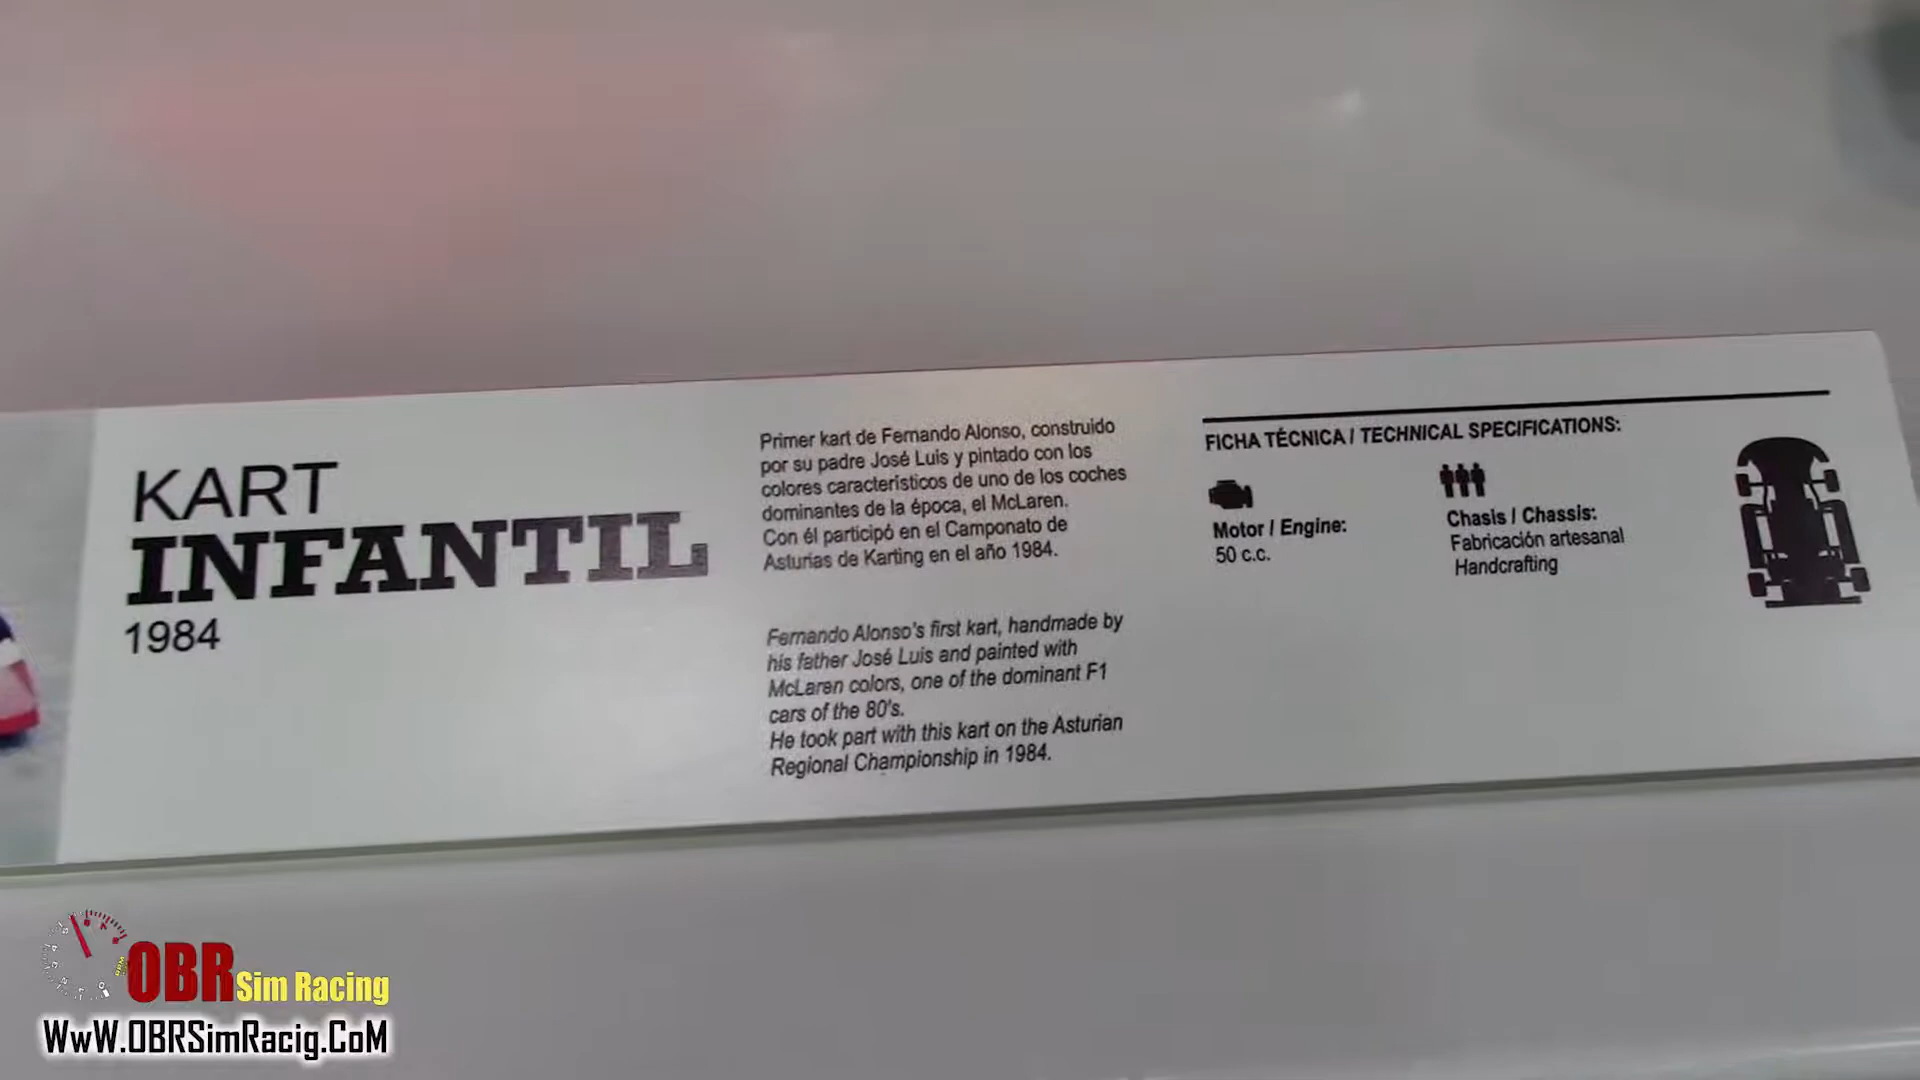 KART
INFANTIL
1984
Primer kart de Fernando Alonso, construido
por su padre José Luis y pintado con los
colores característicos de uno de los coches
dominantes de la época, el McLaren.
Con él participó en el Camponato de
Asturias de Karting en el año 1984.
Fernando Alonso's first kart, handmade by
his father José Luis and painted with
McLaren colors, one of the dominant F1
cars of the 80's.
He took part with this kart on the Asturian
Regional Championship in 1984.
FICHA TÉCNICA / TECHNICAL SPECIFICATIONS:
Motor / Engine:
50 c.c.
Chasis / Chassis:
Fabricación artesanal
Handcrafting
OBR Sim Racing
WwW.OBRSimRacig.CoM